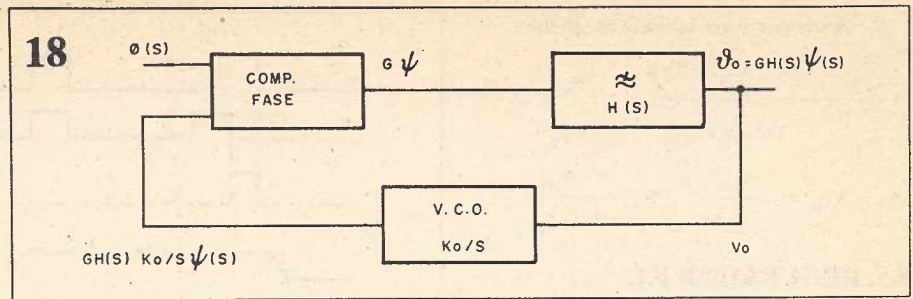 18
Ø(S)
COMP.
FASE
G ψ
≈
H (S)
ϑo = GH(S) ψ(S)
V. C. O.
Ko/S
GH(S) Ko/S ψ(S)
Vo